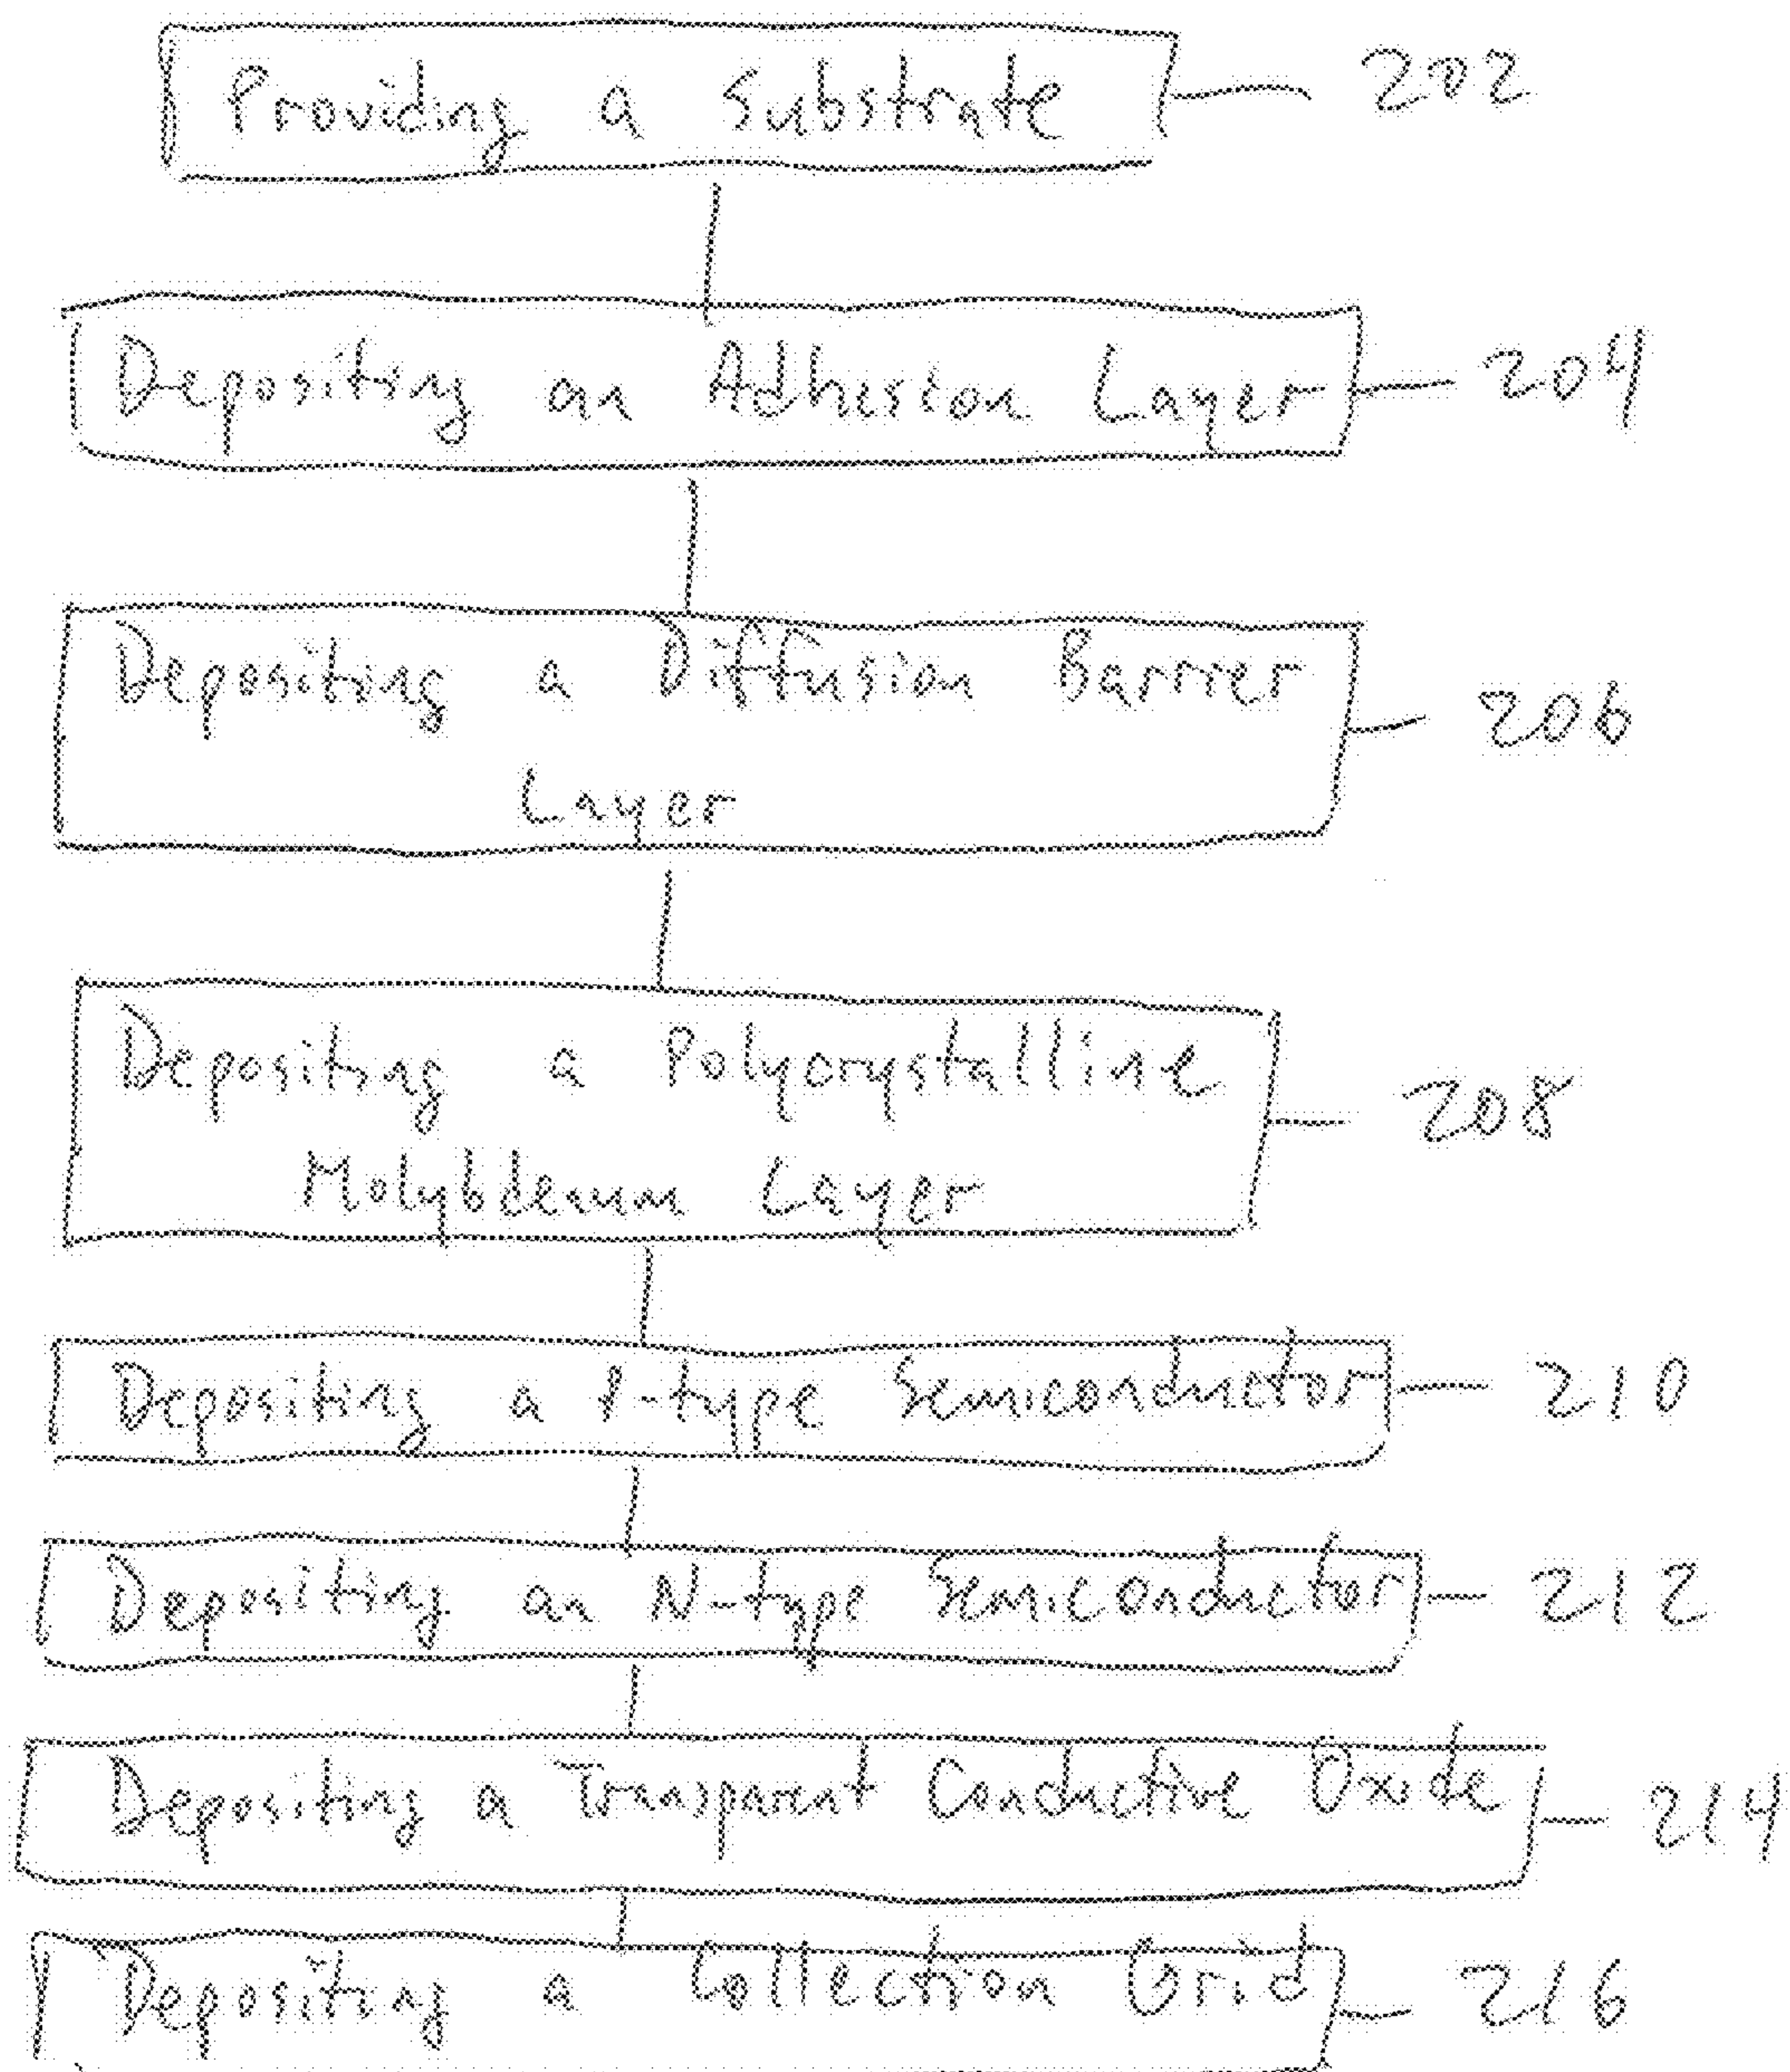 Providing a Substrate 202
Depositing an Adhesion Layer 204
Depositing a Diffusion Barrier
Layer 206
Depositing a Polycrystalline
Molybdenum Layer 208
Depositing a P-type Semiconductor 210
Depositing an N-type Semiconductor 212
Depositing a Transparent Conductive Oxide 214
Depositing a Collection Grid 216